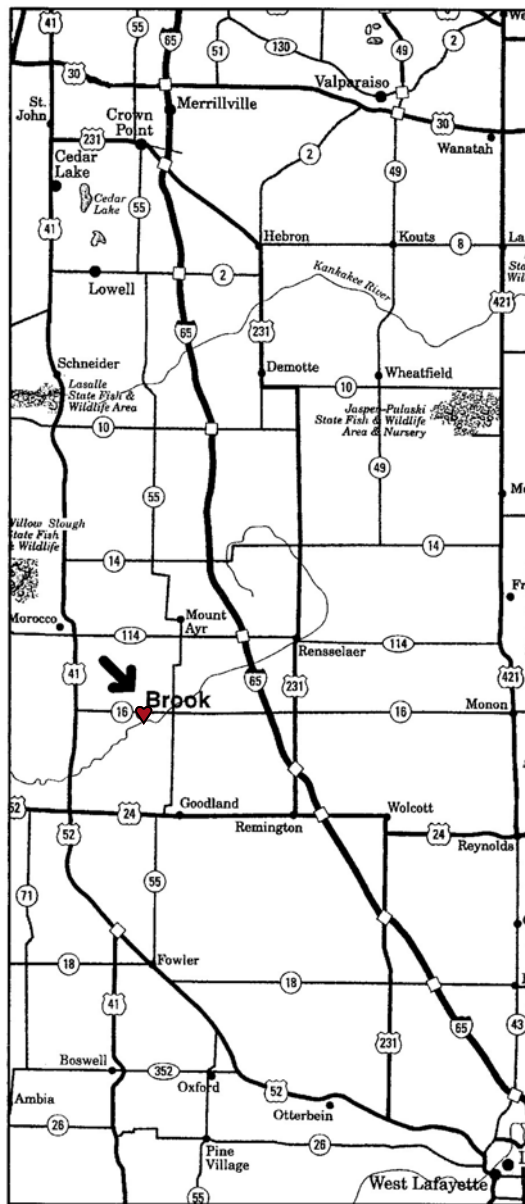 41
55
65
51
130
49
2
We
30
Valparaiso
St.
John
Merrillville
Crown
Point
231
30
Wanatah
Cedar
Lake
Cedar
Lake
2
49
55
41
Hebron
Kouts
8
La
Lowell
2
Kankakee
River
St
Wil
421
65
231
Schneider
Demotte
Wheatfield
10
Lasalle
State Fish &
Wildlife Area
Jasper-Pulaski
State Fish & Wildlife
Area & Nursery
10
49
55
Willow Slough
State Fish
& Wildlife
14
14
Fr
Morocco
Mount
Ayr
114
Rensselaer
114
41
65
231
421
Brook
16
16
Monon
52
24
Goodland
Remington
Wolcott
24
Reynolds
52
71
55
18
Fowler
18
41
231
65
43
Boswell
352
Oxford
52
Ambia
Otterbein
26
26
Pine
Village
55
West Lafayette